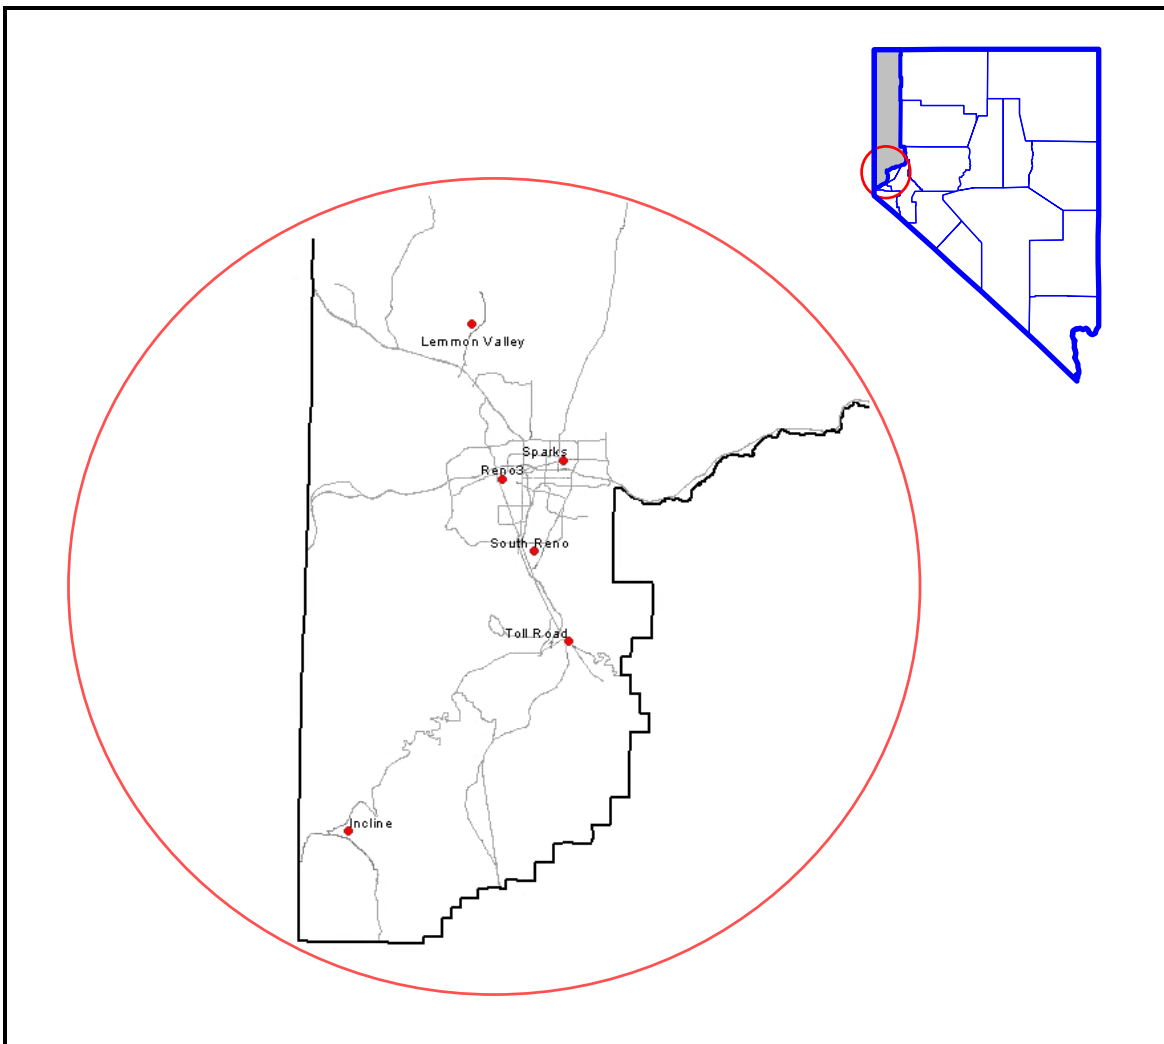 Lemmon Valley
Sparks
Reno3
South Reno
Toll Road
Incline